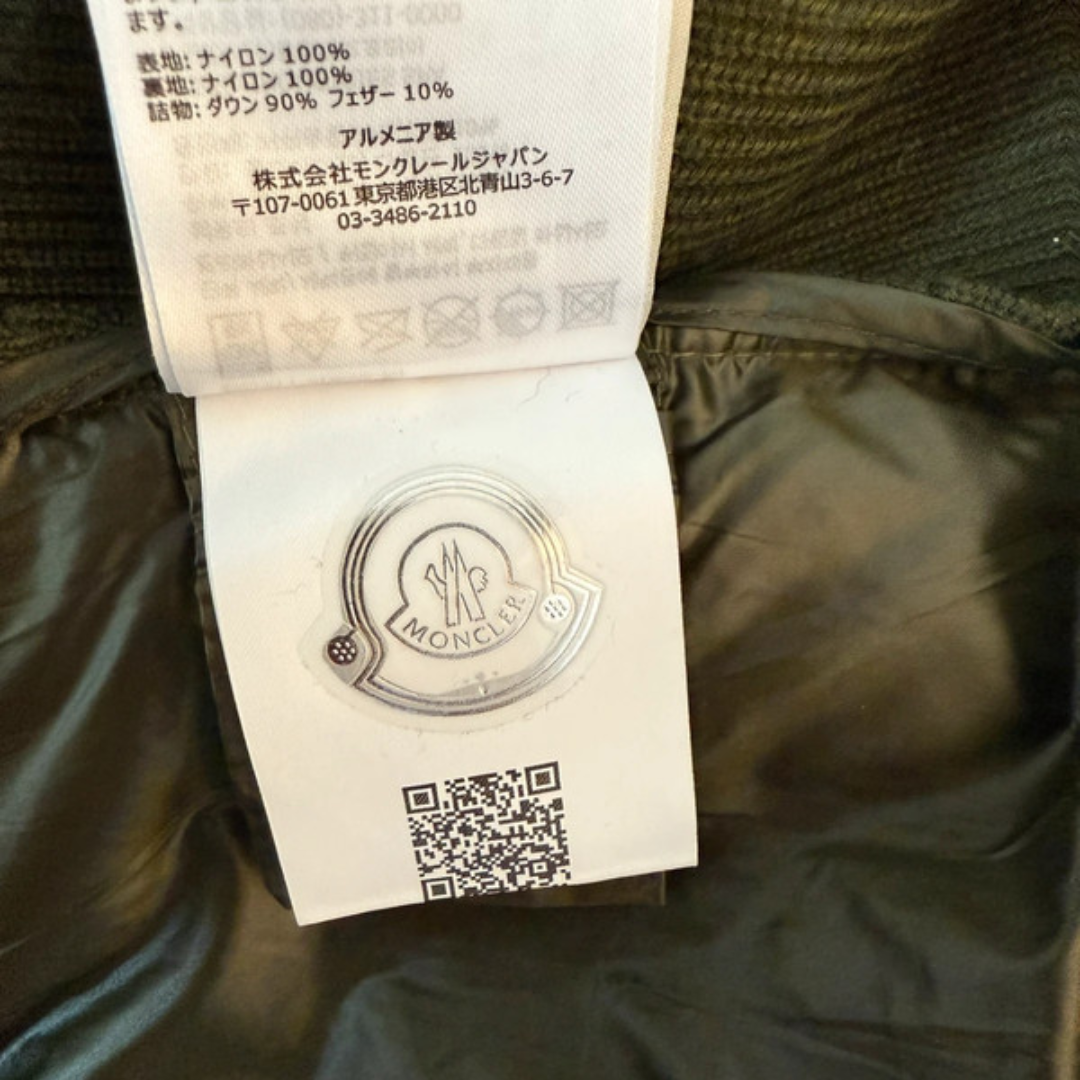 ます。
表地: ナイロン 100%
裏地: ナイロン 100%
詰物: ダウン 90% フェザー 10%
アルメニア製
株式会社モンクレールジャパン
〒107-0061 東京都港区北青山3-6-7
03-3486-2110
MONCLER